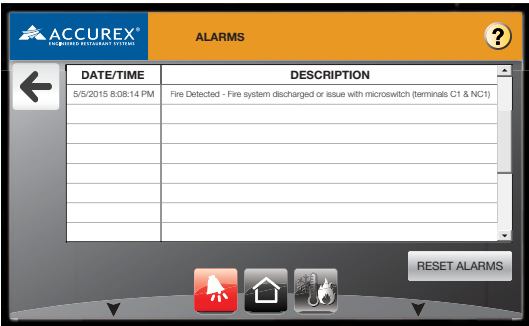 ACCUREX®
ENGINEERED RESTAURANT SYSTEMS
ALARMS
?
DATE/TIME DESCRIPTION
5/5/2015 8:08:14 PM Fire Detected - Fire system discharged or issue with microswitch (terminals C1 & NC1)
RESET ALARMS